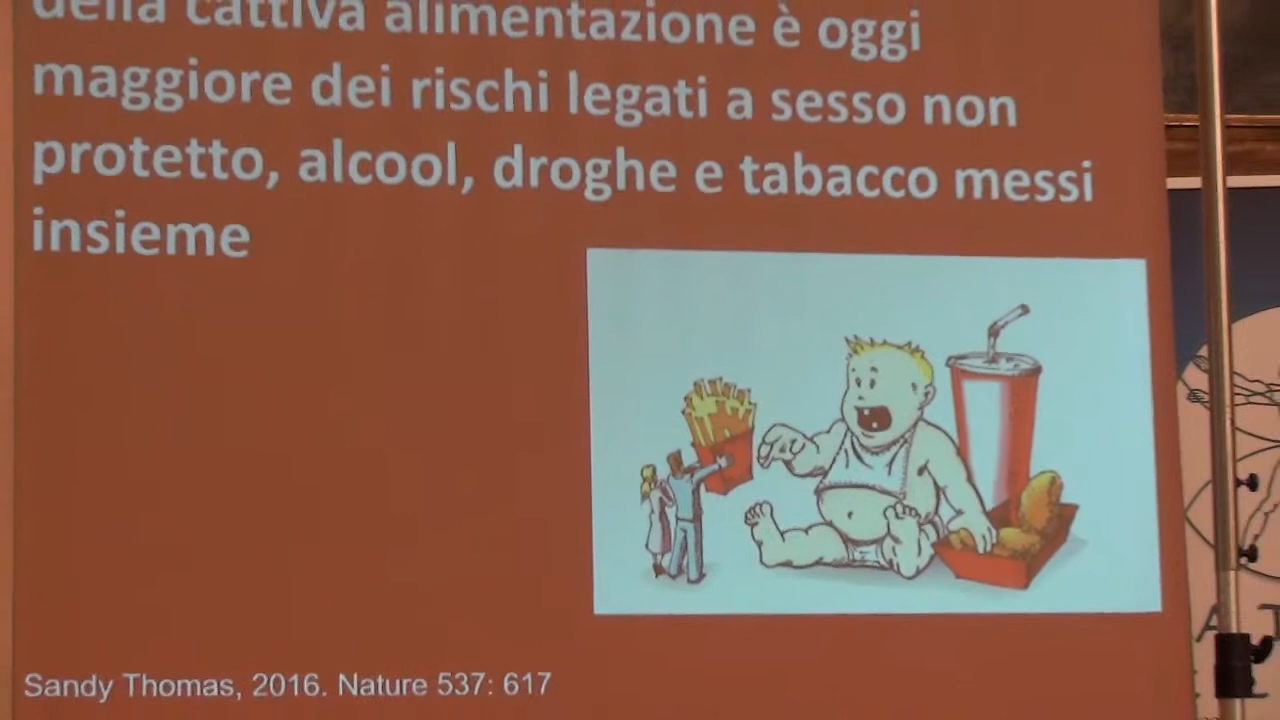 della cattiva alimentazione è oggi
maggiore dei rischi legati a sesso non
protetto, alcool, droghe e tabacco messi
insieme
Sandy Thomas, 2016. Nature 537: 617